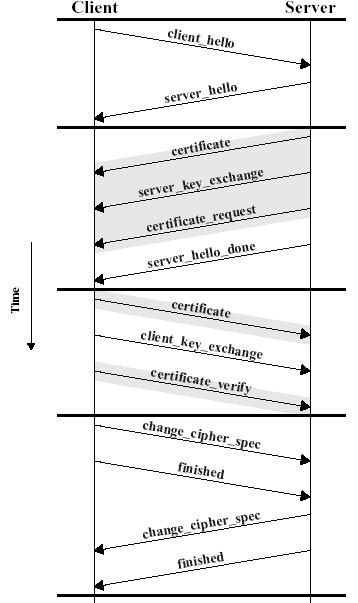 Client Server
client_hello
server_hello
certificate
server_key_exchange
certificate_request
server_hello_done
Time
certificate
client_key_exchange
certificate_verify
change_cipher_spec
finished
change_cipher_spec
finished